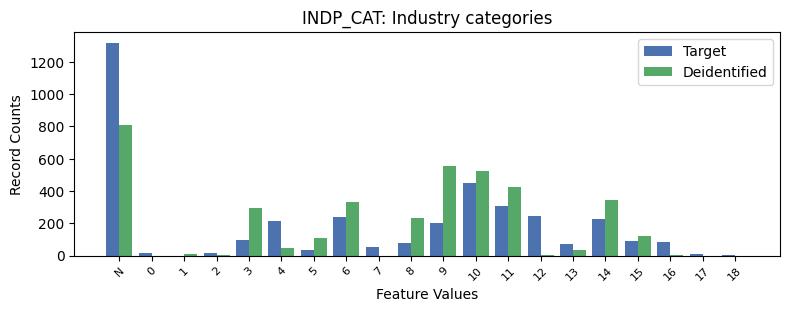 INDP_CAT: Industry categories
Target
Deidentified
Record Counts
1200
1000
800
600
400
200
0
N 0 1 2 3 4 5 6 7 8 9 10 11 12 13 14 15 16 17 18
Feature Values